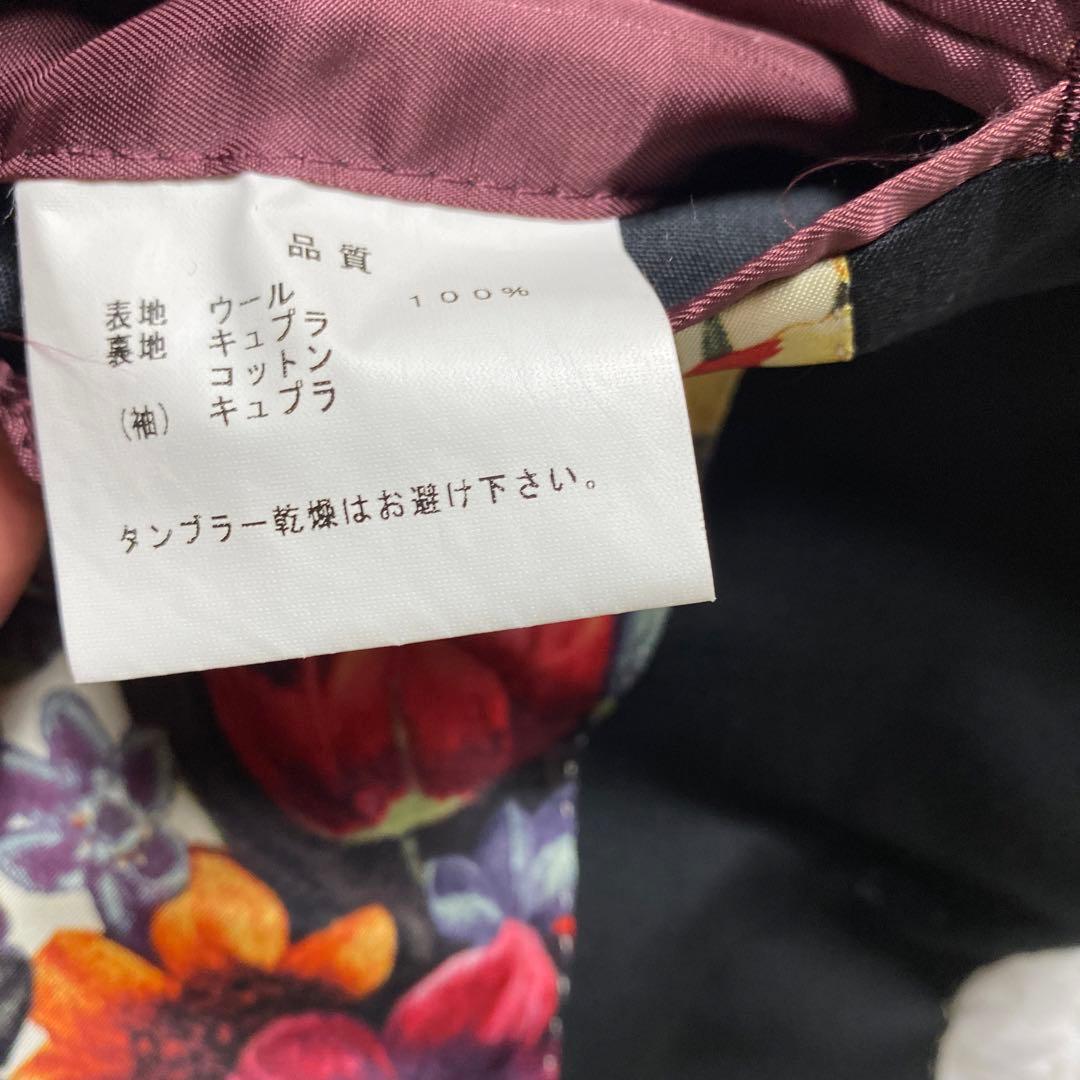 品質
表地 ウール 100%
裏地 キュプラ
コットン
(袖) キュプラ
タンブラー乾燥はお避け下さい。